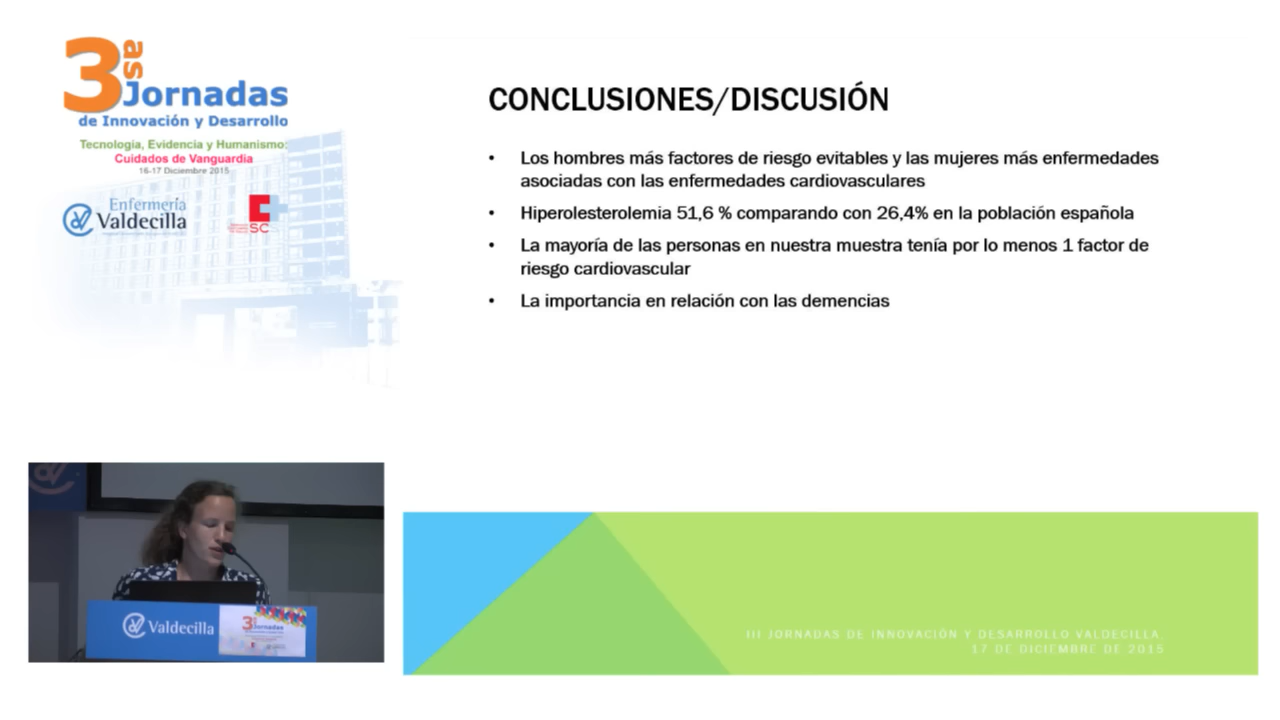 3as
Jornadas
de Innovación y Desarrollo
Tecnología, Evidencia y Humanismo:
Cuidados de Vanguardia
16-17 Diciembre 2015
Enfermería
Valdecilla
SC
CONCLUSIONES/DISCUSIÓN
• Los hombres más factores de riesgo evitables y las mujeres más enfermedades
asociadas con las enfermedades cardiovasculares
• Hiperolesterolemia 51,6 % comparando con 26,4% en la población española
• La mayoría de las personas en nuestra muestra tenía por lo menos 1 factor de
riesgo cardiovascular
• La importancia en relación con las demencias
Valdecilla
3as
Jornadas
III JORNADAS DE INNOVACIÓN Y DESARROLLO VALDECILLA.
17 DE DICIEMBRE DE 2015